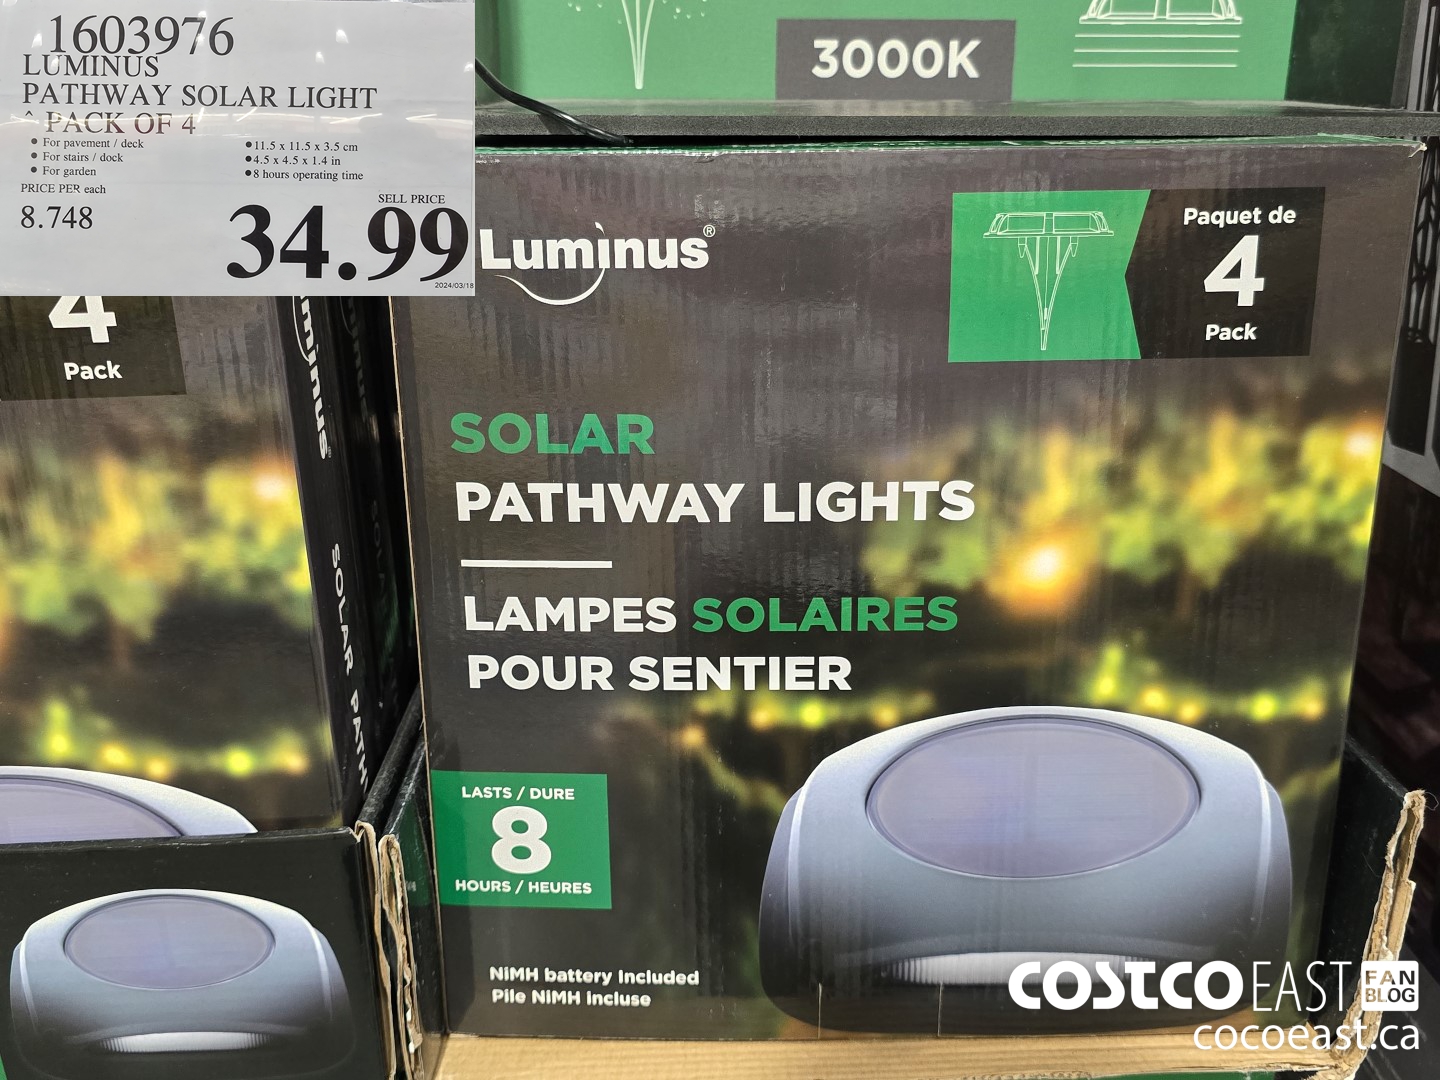 1603976
LUMINUS
PATHWAY SOLAR LIGHT
^ PACK OF 4
● For pavement / deck
● For stairs / dock
● For garden
● 11.5 x 11.5 x 3.5 cm
● 4.5 x 4.5 x 1.4 in
● 8 hours operating time
PRICE PER each
8.748
SELL PRICE
34.99
2024/03/18
3000K
Luminus®
Paquet de
4
Pack
SOLAR
PATHWAY LIGHTS
LAMPES SOLAIRES
POUR SENTIER
LASTS / DURE
8
HOURS / HEURES
NiMH battery Included
Pile NiMH incluse
4
Pack
uminus
SOLAR PATH
COSTCO EAST FAN BLOG
cocoeast.ca